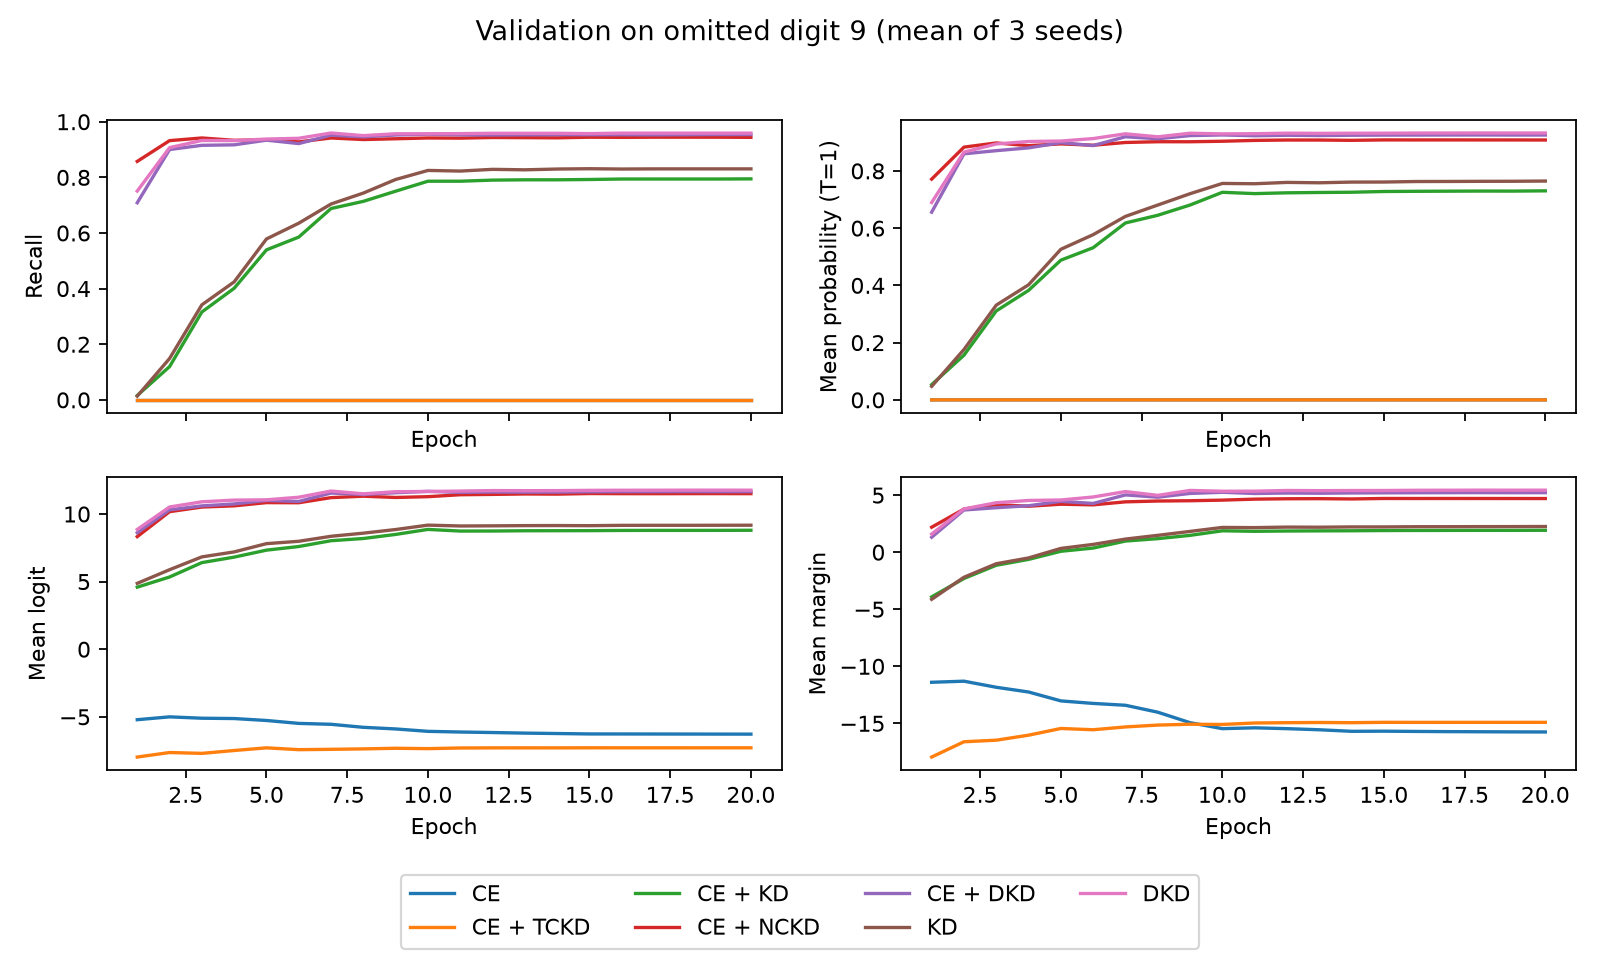 Validation on omitted digit 9 (mean of 3 seeds)
1.0
0.8
0.6
0.4
0.2
0.0
Recall
Epoch
0.8
0.6
0.4
0.2
0.0
Mean probability (T=1)
Epoch
10
5
0
−5
Mean logit
2.5 5.0 7.5 10.0 12.5 15.0 17.5 20.0
Epoch
5
0
−5
−10
−15
Mean margin
2.5 5.0 7.5 10.0 12.5 15.0 17.5 20.0
Epoch
CE CE + KD CE + DKD DKD
CE + TCKD CE + NCKD KD